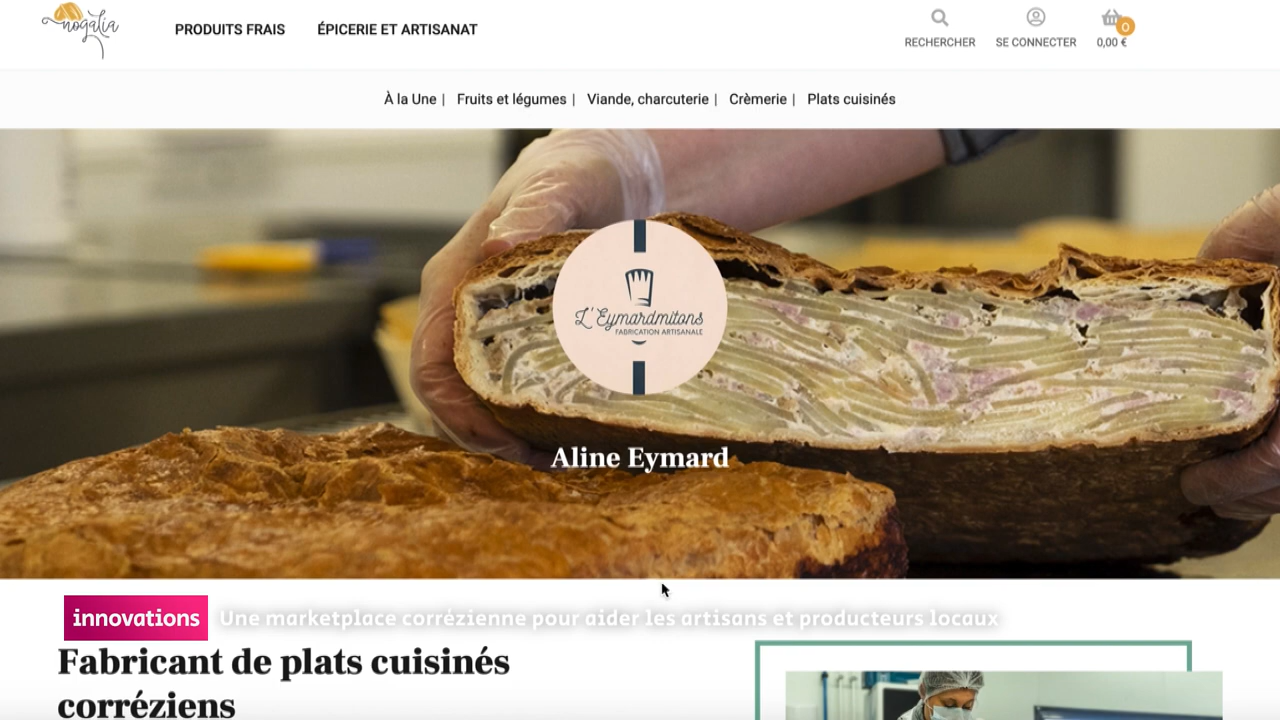 nogalia
PRODUITS FRAIS
ÉPICERIE ET ARTISANAT
RECHERCHER
SE CONNECTER
0
0,00 €
À la Une | Fruits et légumes | Viande, charcuterie | Crèmerie | Plats cuisinés
L'Eymardmitons
FABRICATION ARTISANALE
Aline Eymard
innovations Une marketplace corrézienne pour aider les artisans et producteurs locaux
Fabricant de plats cuisinés
corréziens